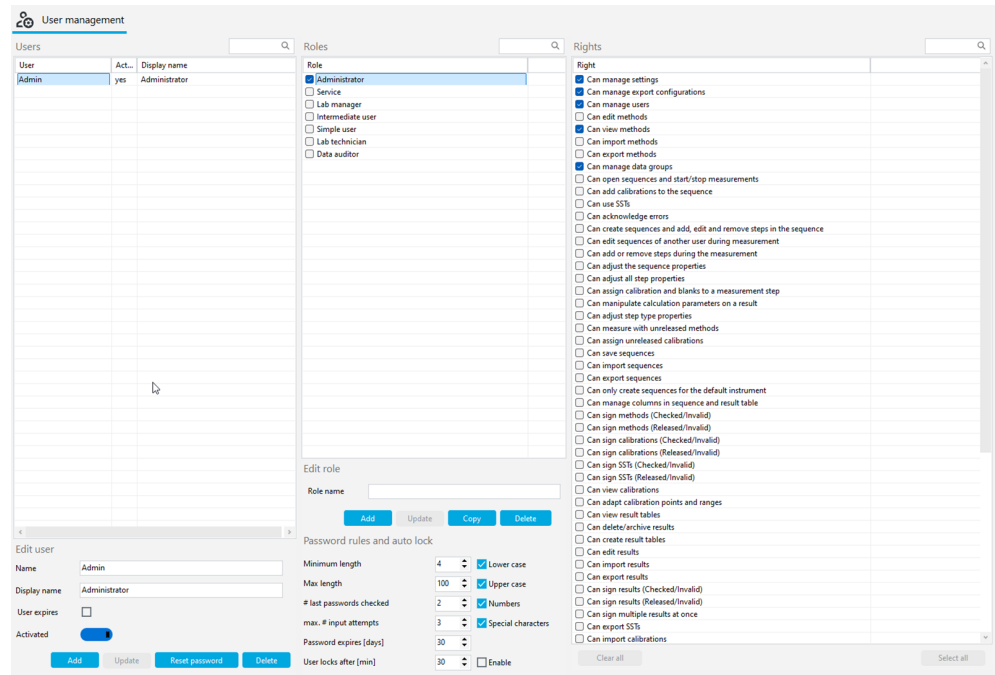 User management
Users
User Act... Display name
Admin yes Administrator
Edit user
Name Admin
Display name Administrator
User expires
Activated
Add Update Reset password Delete
Roles
Role
Administrator
Service
Lab manager
Intermediate user
Simple user
Lab technician
Data auditor
Edit role
Role name
Add Update Copy Delete
Password rules and auto lock
Minimum length 4 Lower case
Max length 100 Upper case
# last passwords checked 2 Numbers
max. # input attempts 3 Special characters
Password expires [days] 30
User locks after [min] 30 Enable
Rights
Right
Can manage settings
Can manage export configurations
Can manage users
Can edit methods
Can view methods
Can import methods
Can export methods
Can manage data groups
Can open sequences and start/stop measurements
Can add calibrations to the sequence
Can use SSTs
Can acknowledge errors
Can create sequences and add, edit and remove steps in the sequence
Can edit sequences of another user during measurement
Can add or remove steps during the measurement
Can adjust the sequence properties
Can adjust all step properties
Can assign calibration and blanks to a measurement step
Can manipulate calculation parameters on a result
Can adjust step type properties
Can measure with unreleased methods
Can assign unreleased calibrations
Can save sequences
Can import sequences
Can export sequences
Can only create sequences for the default instrument
Can manage columns in sequence and result table
Can sign methods (Checked/Invalid)
Can sign methods (Released/Invalid)
Can sign calibrations (Checked/Invalid)
Can sign calibrations (Released/Invalid)
Can sign SSTs (Checked/Invalid)
Can sign SSTs (Released/Invalid)
Can view calibrations
Can adapt calibration points and ranges
Can view result tables
Can delete/archive results
Can create result tables
Can edit results
Can import results
Can export results
Can sign results (Checked/Invalid)
Can sign results (Released/Invalid)
Can sign multiple results at once
Can export SSTs
Can import calibrations
Clear all Select all